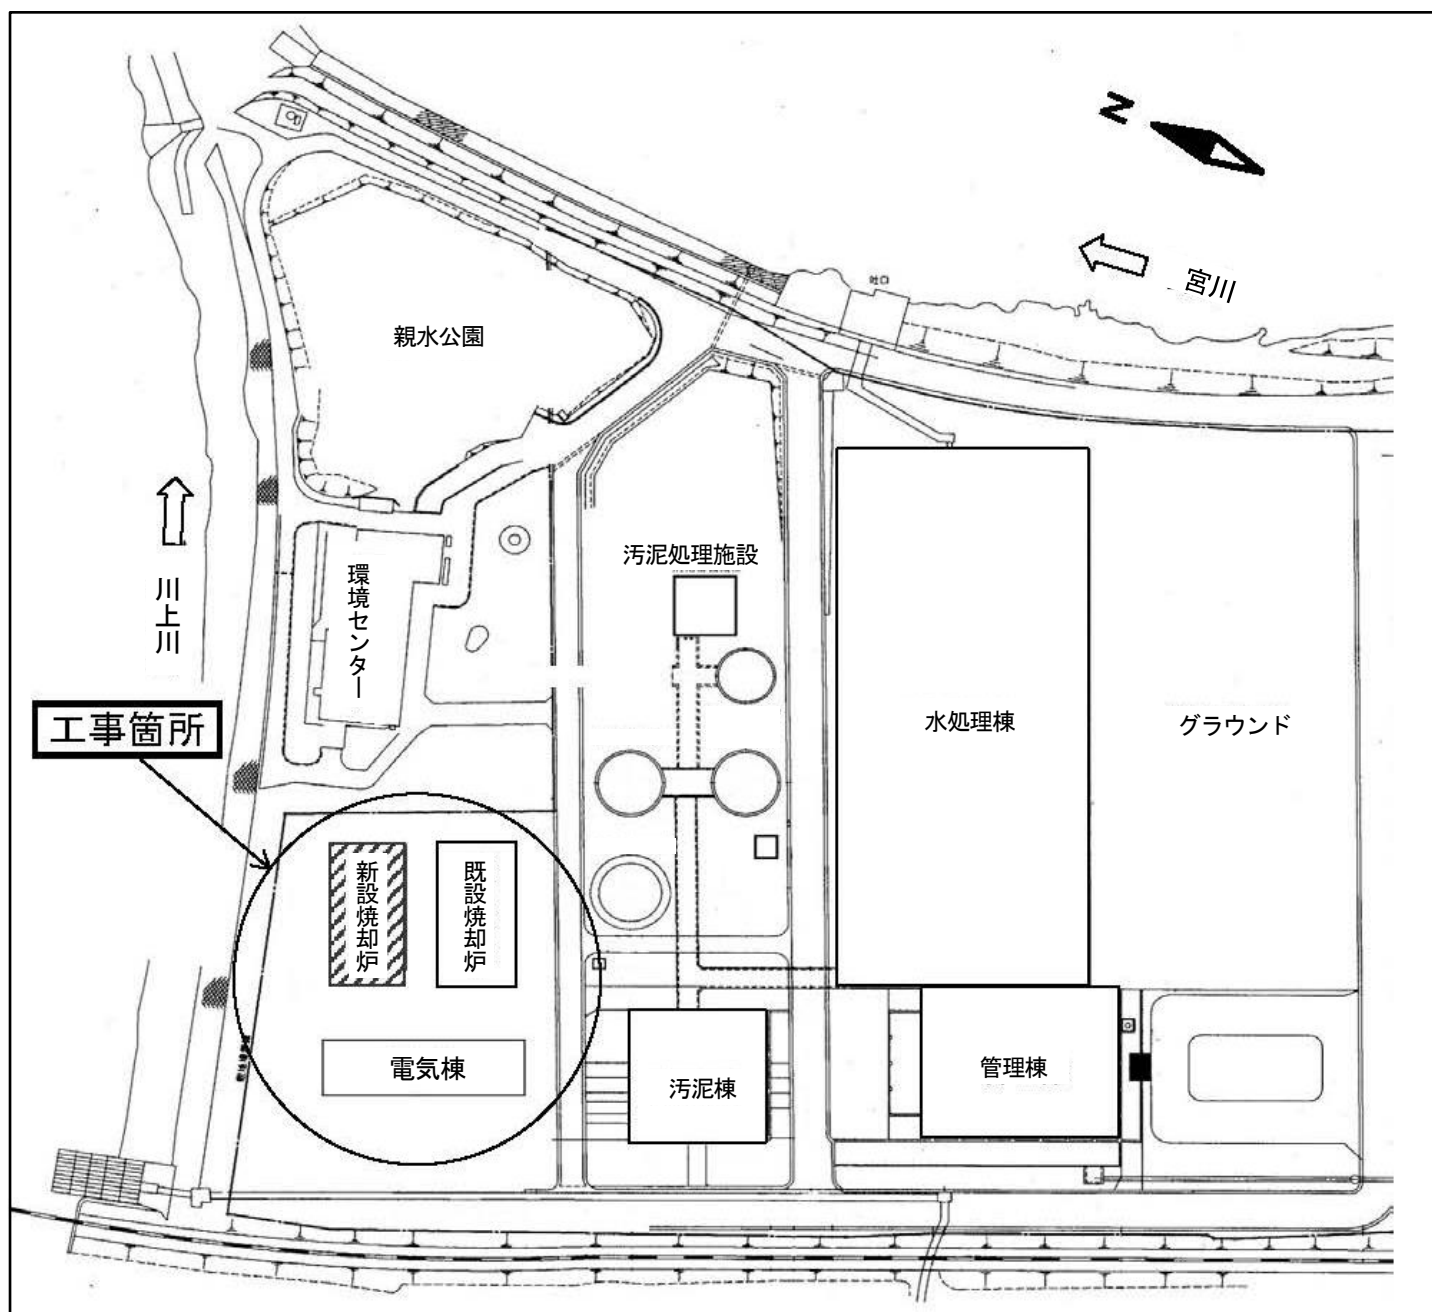 N
宮川
吐口
親水公園
汚泥処理施設
環境センター
川上川
工事箇所
水処理棟
グラウンド
新設焼却炉
既設焼却炉
電気棟
汚泥棟
管理棟